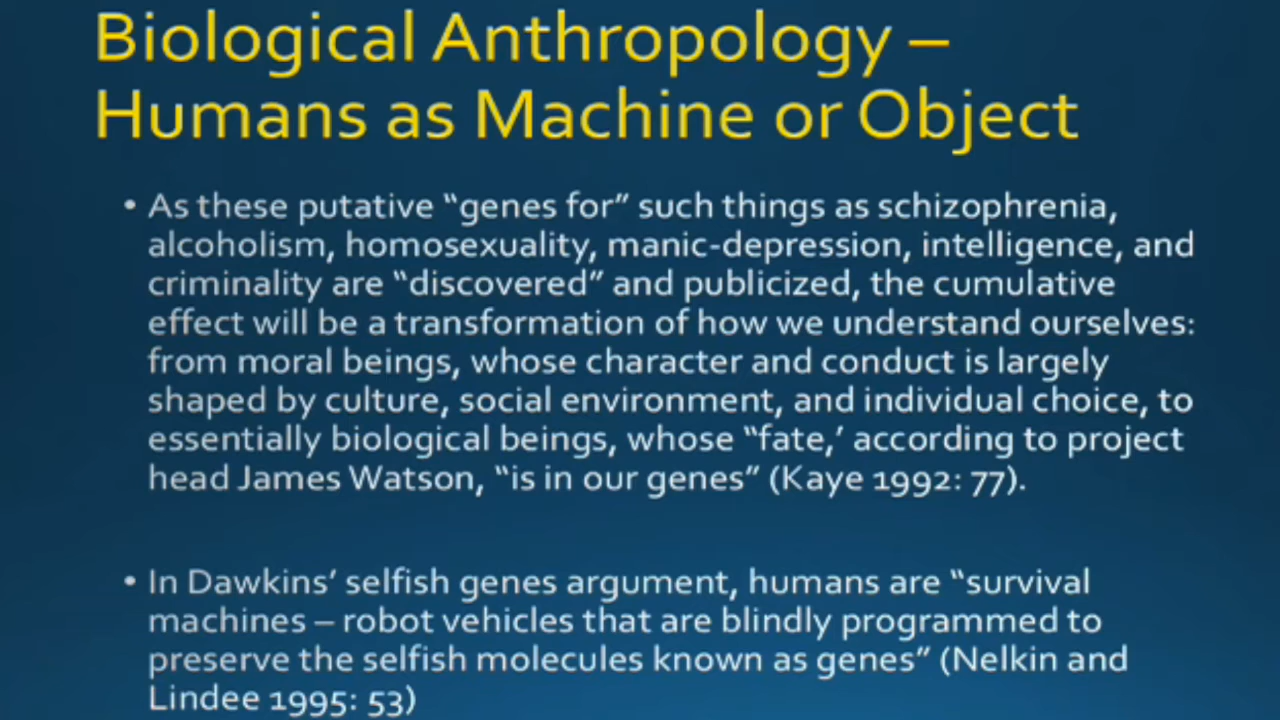 Biological Anthropology –
Humans as Machine or Object
• As these putative “genes for” such things as schizophrenia,
alcoholism, homosexuality, manic-depression, intelligence, and
criminality are “discovered” and publicized, the cumulative
effect will be a transformation of how we understand ourselves:
from moral beings, whose character and conduct is largely
shaped by culture, social environment, and individual choice, to
essentially biological beings, whose “fate,’ according to project
head James Watson, “is in our genes” (Kaye 1992: 77).
• In Dawkins’ selfish genes argument, humans are “survival
machines – robot vehicles that are blindly programmed to
preserve the selfish molecules known as genes” (Nelkin and
Lindee 1995: 53)